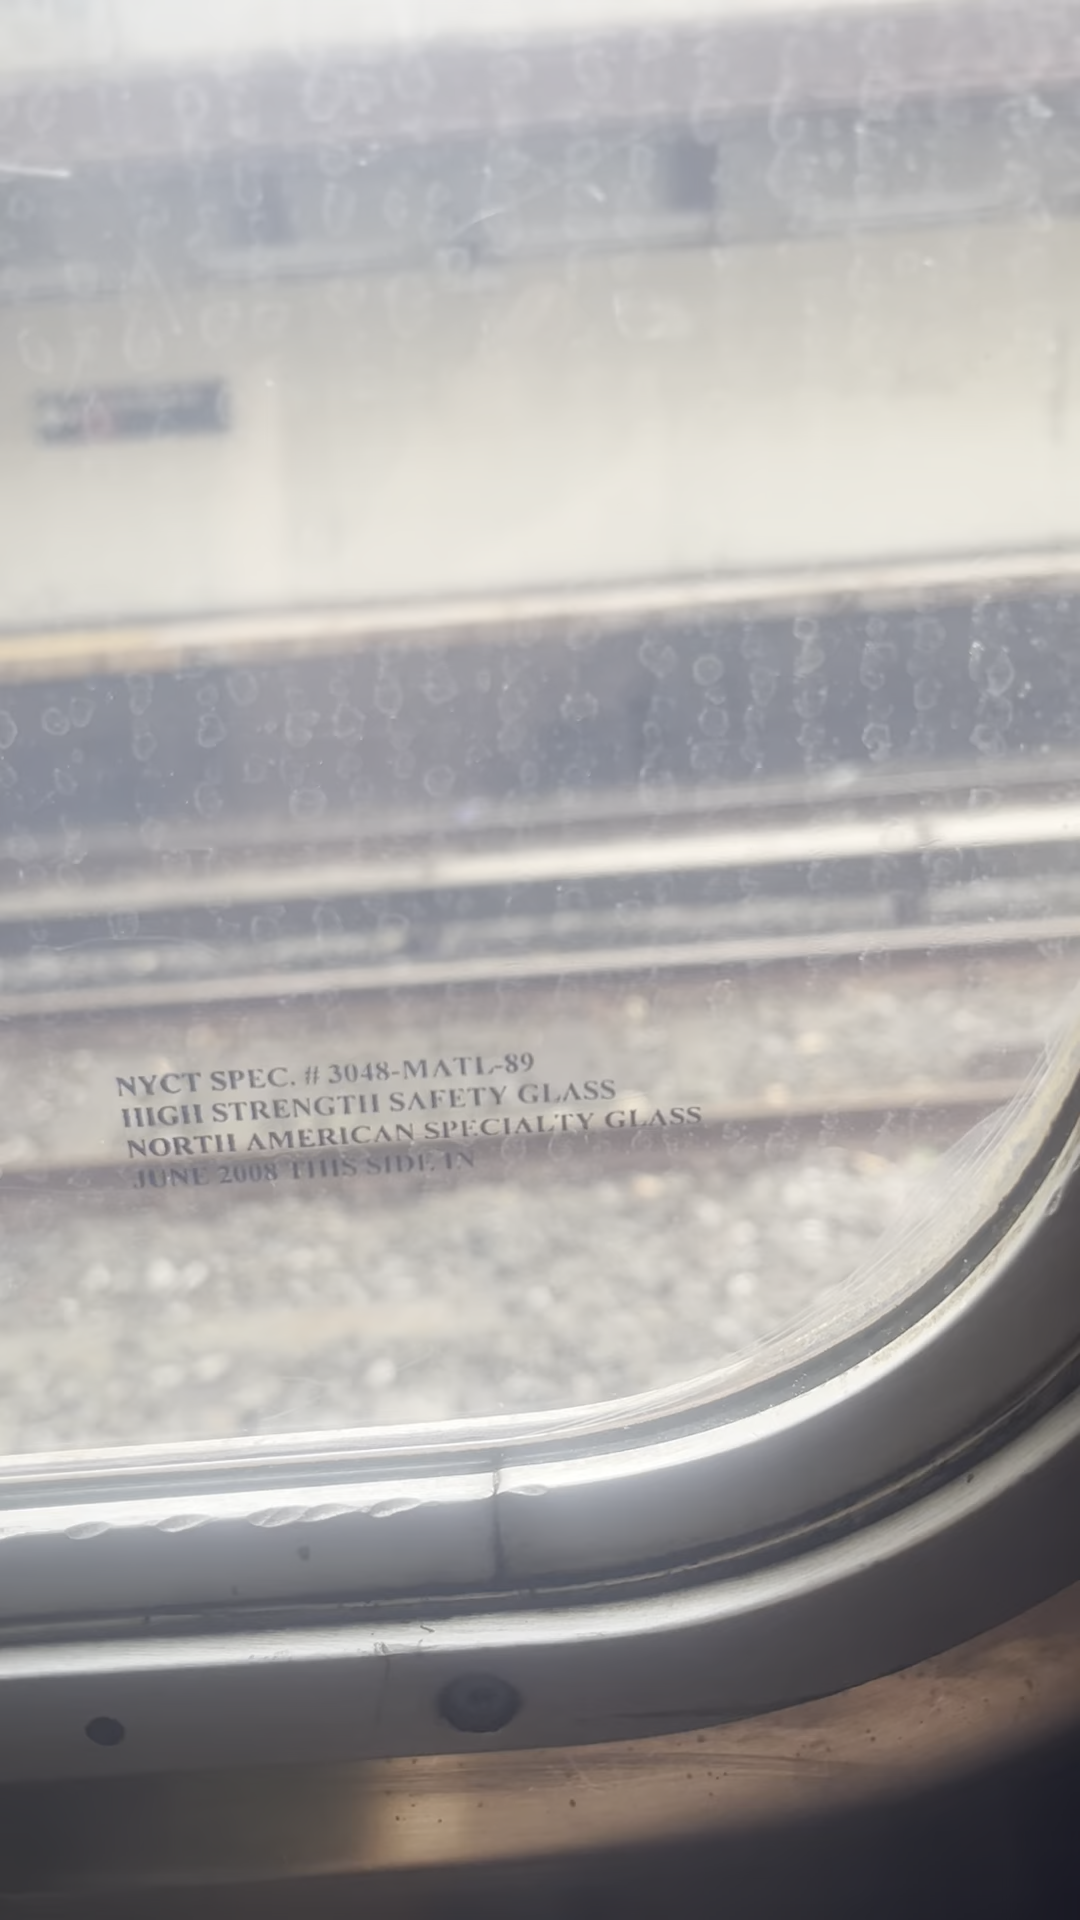 NYCT SPEC. # 3048-MATL-89
HIGH STRENGTH SAFETY GLASS
NORTH AMERICAN SPECIALTY GLASS
JUNE 2008 THIS SIDE IN